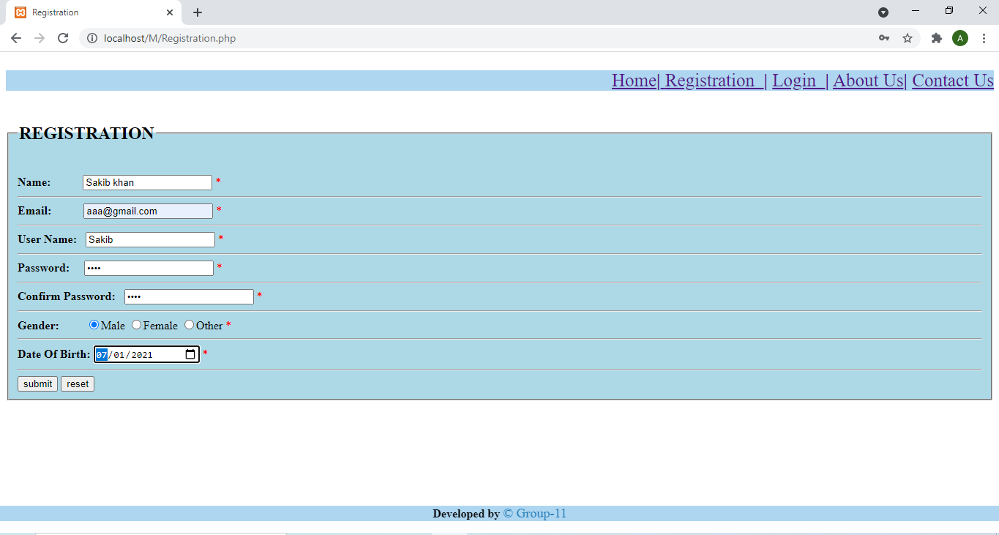 Registration
localhost/M/Registration.php
A
Home| Registration | Login | About Us| Contact Us
REGISTRATION
Name: Sakib khan *
Email: aaa@gmail.com *
User Name: Sakib *
Password: •••• *
Confirm Password: •••• *
Gender: Male Female Other *
Date Of Birth: 07/01/2021 *
submit reset
Developed by © Group-11